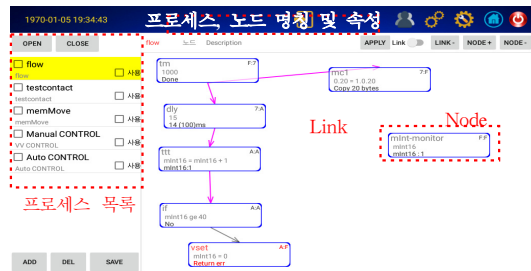 1970-01-05 19:34:43
프로세스, 노드 명칭 및 속성
OPEN CLOSE
flow 노드 Description APPLY Link LINK- NODE+ NODE-
flow
flow 사용
testcontact
testcontact 사용
memMove
memMove 사용
Manual CONTROL
VV CONTROL 사용
Auto CONTROL
Auto CONTROL 사용
프로세스 목록
ADD DEL SAVE
tm F:7
1000
Done
mc1 7:F
0.20 = 1.0.20
Copy 20 bytes
dly 7:A
15
14 (100)ms
Link
Node
mInt-monitor F:F
mInt16
mInt16 : 1
ttt A:A
mInt16 = mInt16 + 1
mInt16:1
if A:A
mInt16 ge 40
No
vset A:F
mInt16 = 0
Return err